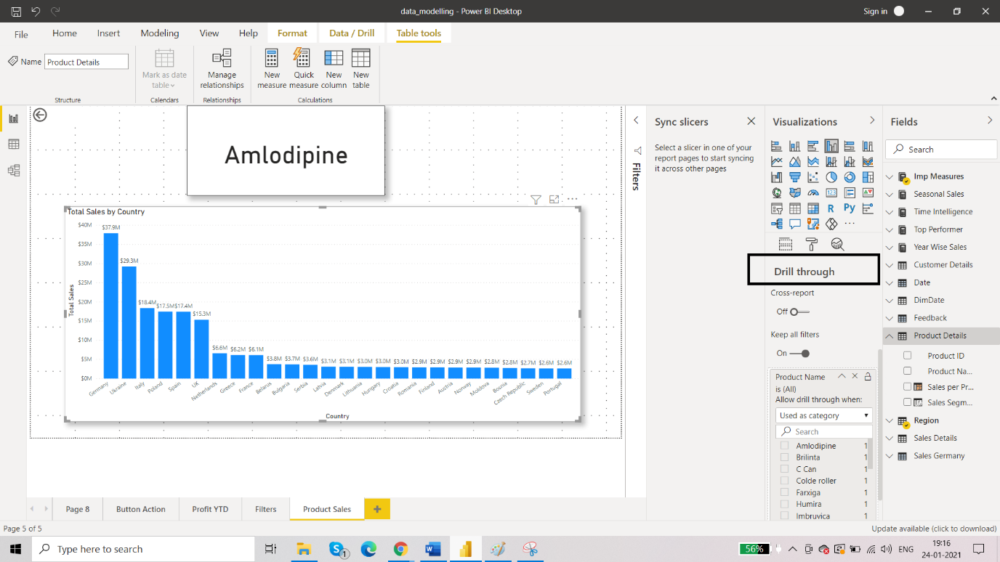 data_modelling - Power BI Desktop
Sign in
File
Home
Insert
Modeling
View
Help
Format
Data / Drill
Table tools
Name
Product Details
Mark as date
table
Manage
relationships
New
measure
Quick
measure
New
column
New
table
Structure
Calendars
Relationships
Calculations
Amlodipine
Total Sales by Country
$40M
$35M
$30M
$25M
$20M
$15M
$10M
$5M
$0M
Total Sales
$37.9M
$29.3M
$18.4M
$17.5M
$17.4M
$15.3M
$6.6M
$6.2M
$6.1M
$3.8M
$3.7M
$3.6M
$3.1M
$3.1M
$3.0M
$3.0M
$3.0M
$2.9M
$2.9M
$2.9M
$2.9M
$2.8M
$2.8M
$2.7M
$2.6M
$2.6M
Germany
Ukraine
Italy
Poland
Spain
UK
Netherlands
Greece
France
Belarus
Bulgaria
Serbia
Latvia
Denmark
Lithuania
Hungary
Croatia
Romania
Finland
Austria
Norway
Moldova
Bosnia
Czech Republic
Sweden
Portugal
Country
Filters
Sync slicers
Select a slicer in one of your
report pages to start syncing
it across other pages
Visualizations
123
R
Py
Drill through
Cross-report
Off
Keep all filters
On
Product Name
is (All)
Allow drill through when:
Used as category
Search
Amlodipine 1
Brilinta 1
C Can 1
Colde roller 1
Farxiga 1
Humira 1
Imbruvica 1
Fields
Search
Imp Measures
Seasonal Sales
Time Intelligence
Top Performer
Year Wise Sales
Customer Details
Date
DimDate
Feedback
Product Details
Product ID
Product Na...
Sales per Pr...
Sales Segm...
Region
Sales Details
Sales Germany
Page 8
Button Action
Profit YTD
Filters
Product Sales
Page 5 of 5
Update available (click to download)
Type here to search
1
56%
ENG
19:16
24-01-2021